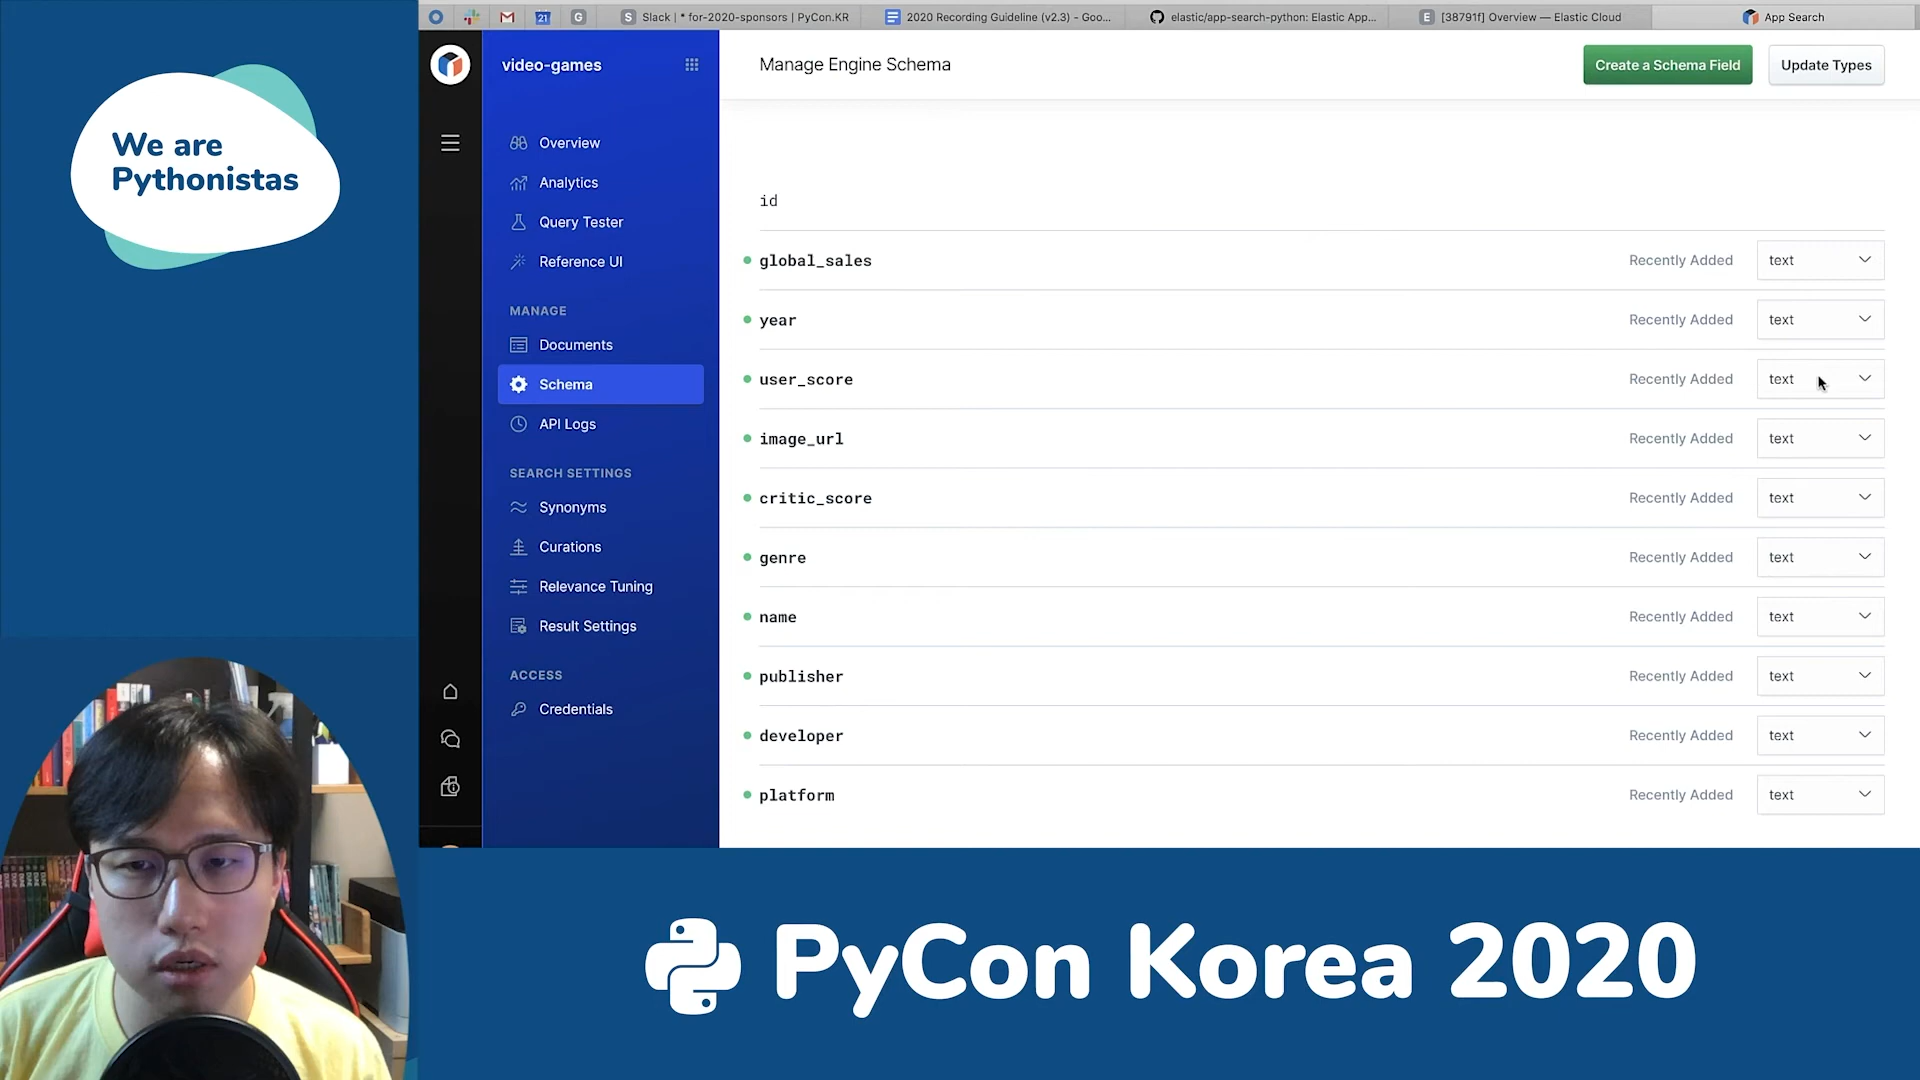 We are
Pythonistas
21
G
S Slack | * for-2020-sponsors | PyCon.KR
2020 Recording Guideline (v2.3) - Goo...
elastic/app-search-python: Elastic App...
E [38791f] Overview — Elastic Cloud
App Search
video-games
Overview
Analytics
Query Tester
Reference UI
MANAGE
Documents
Schema
API Logs
SEARCH SETTINGS
Synonyms
Curations
Relevance Tuning
Result Settings
ACCESS
Credentials
Manage Engine Schema
Create a Schema Field
Update Types
id
global_sales Recently Added text
year Recently Added text
user_score Recently Added text
image_url Recently Added text
critic_score Recently Added text
genre Recently Added text
name Recently Added text
publisher Recently Added text
developer Recently Added text
platform Recently Added text
PyCon Korea 2020